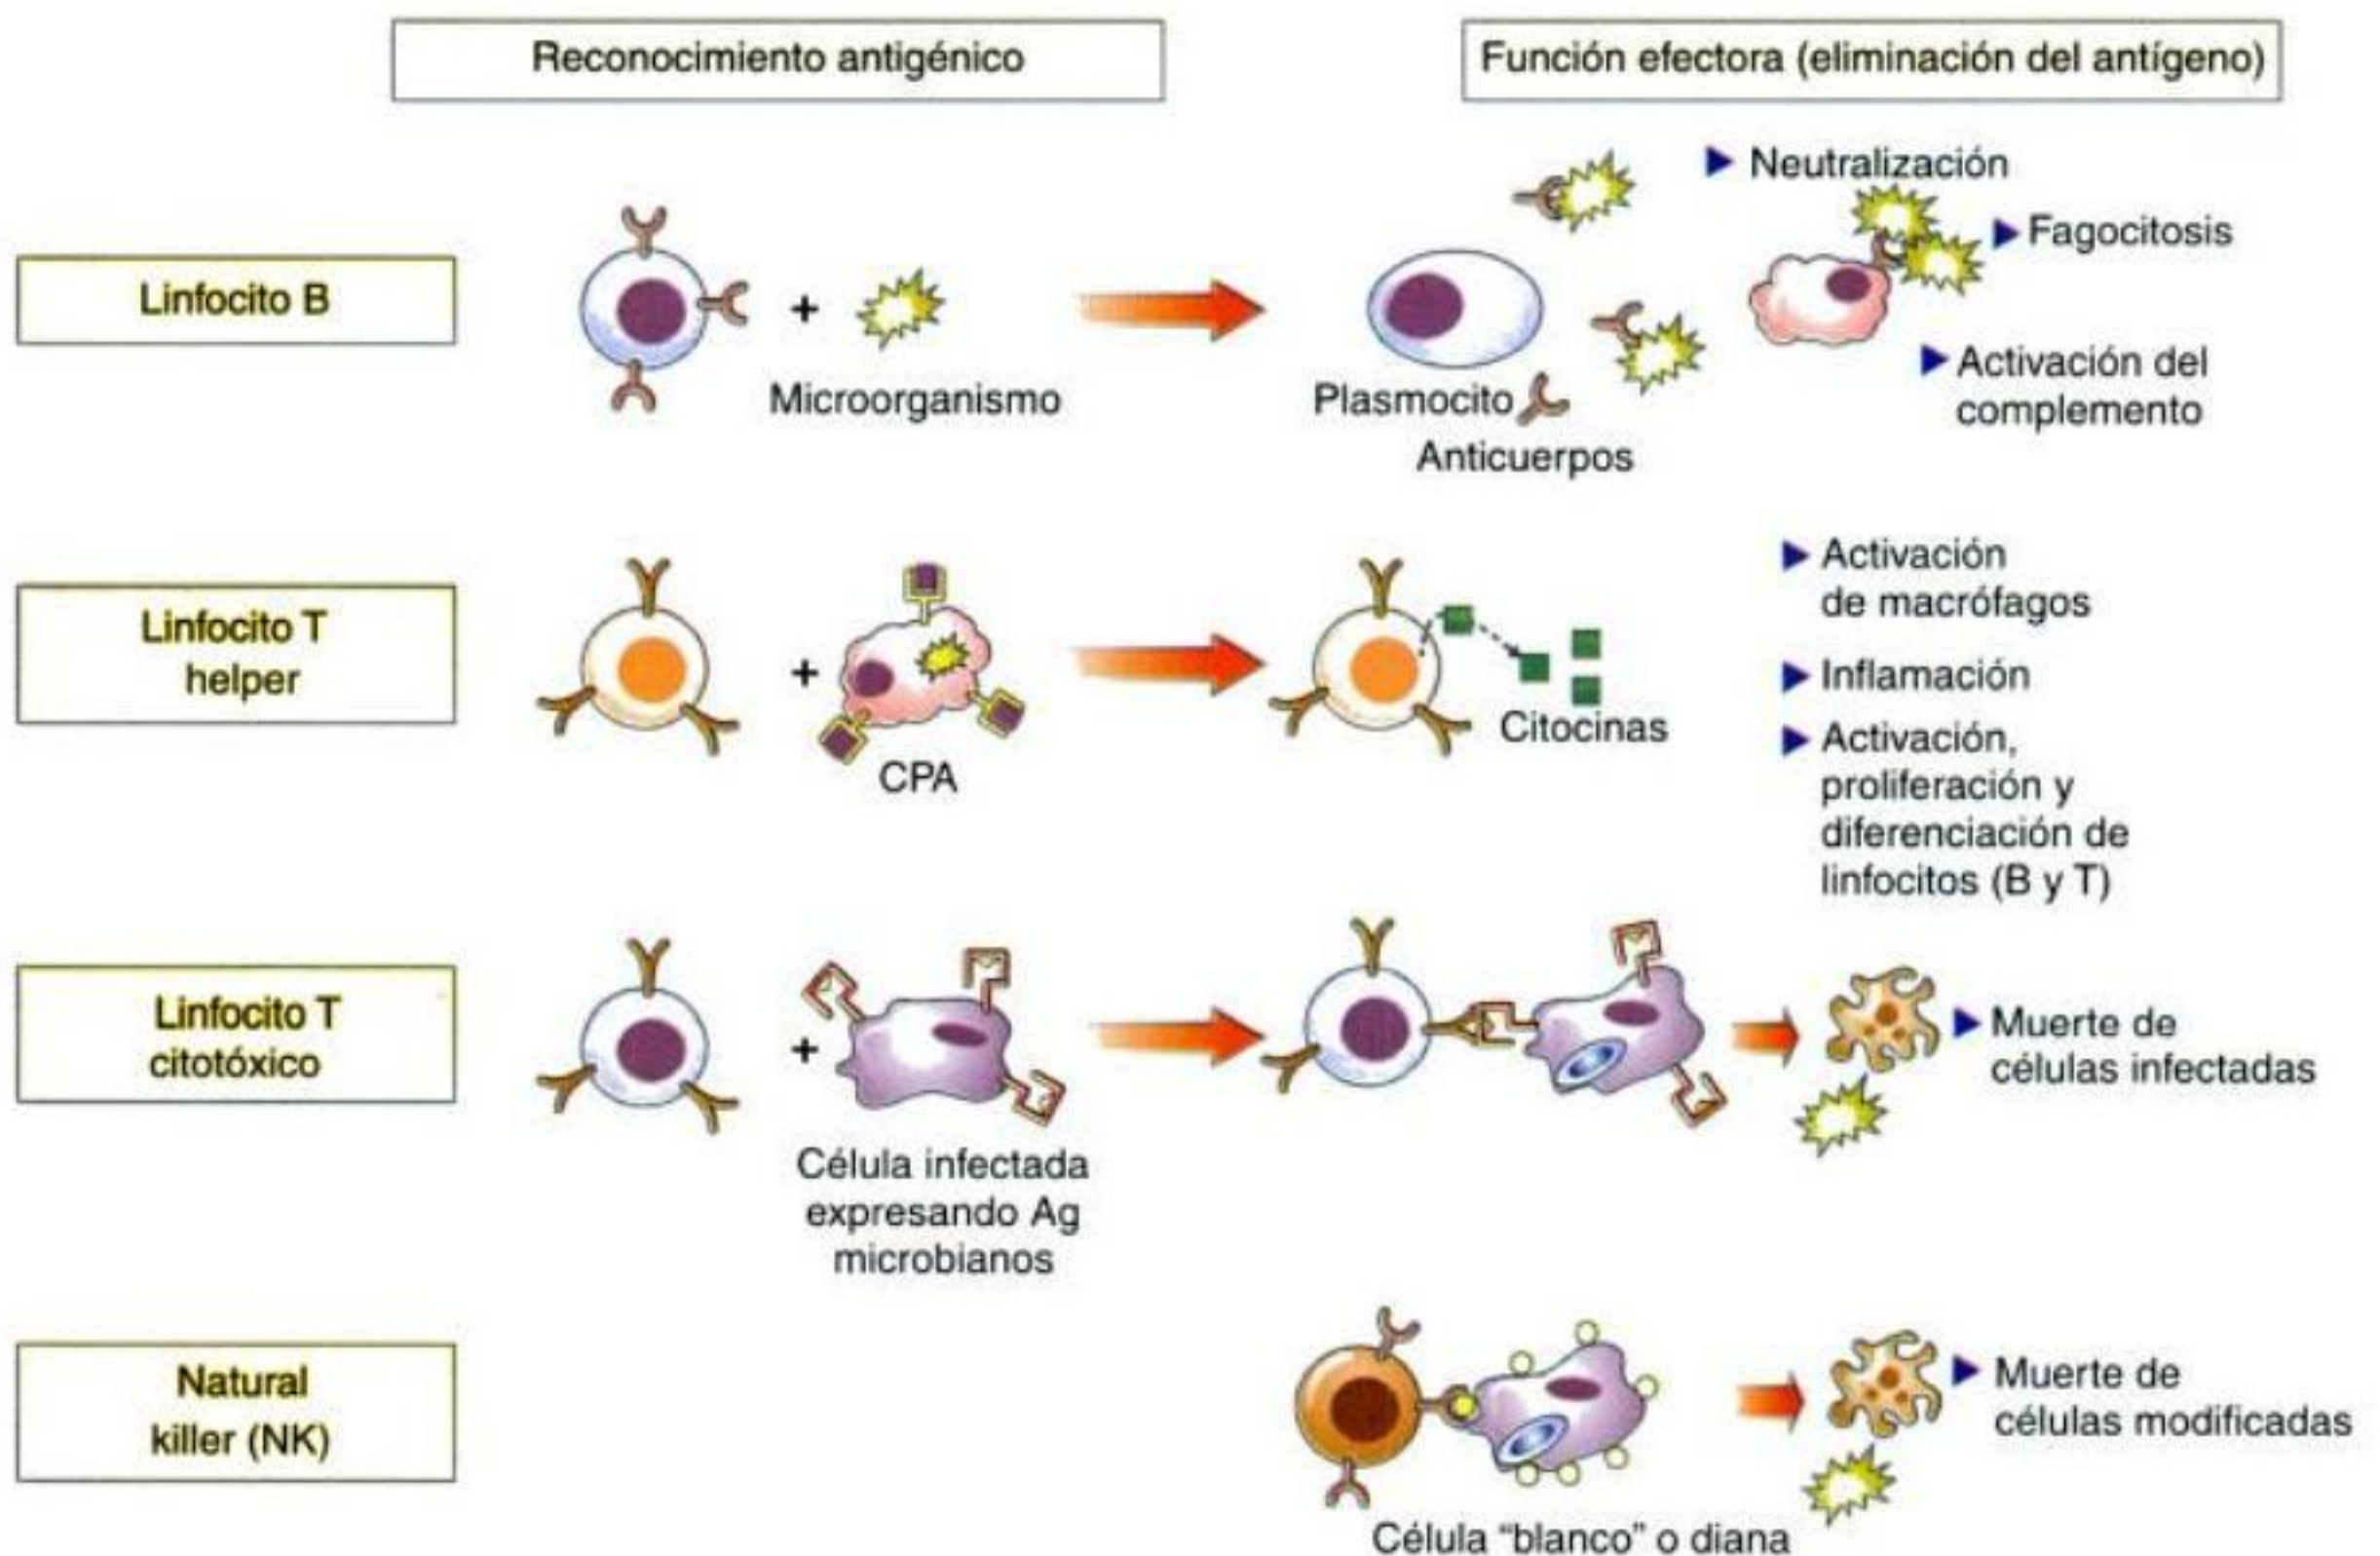 Reconocimiento antigénico
Función efectora (eliminación del antígeno)
Linfocito B
Microorganismo
Plasmocito
Anticuerpos
Neutralización
Fagocitosis
Activación del
complemento
Linfocito T
helper
CPA
Citocinas
Activación
de macrófagos
Inflamación
Activación,
proliferación y
diferenciación de
linfocitos (B y T)
Linfocito T
citotóxico
Célula infectada
expresando Ag
microbianos
Muerte de
células infectadas
Natural
killer (NK)
Célula “blanco” o diana
Muerte de
células modificadas